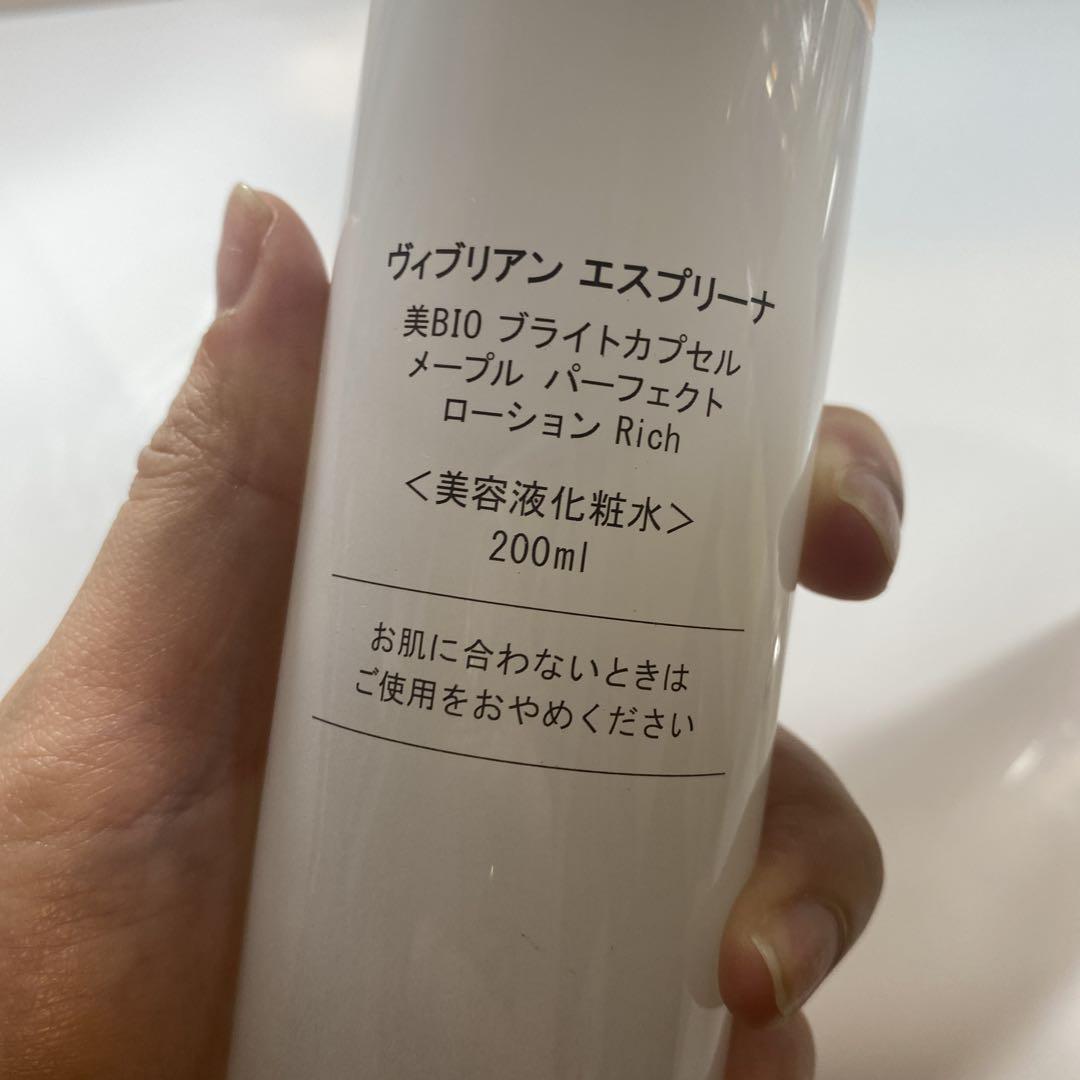 ヴィブリアン エスプリーナ
美BIO ブライトカプセル
メープル パーフェクト
ローション Rich
＜美容液化粧水＞
200ml
お肌に合わないときは
ご使用をおやめください